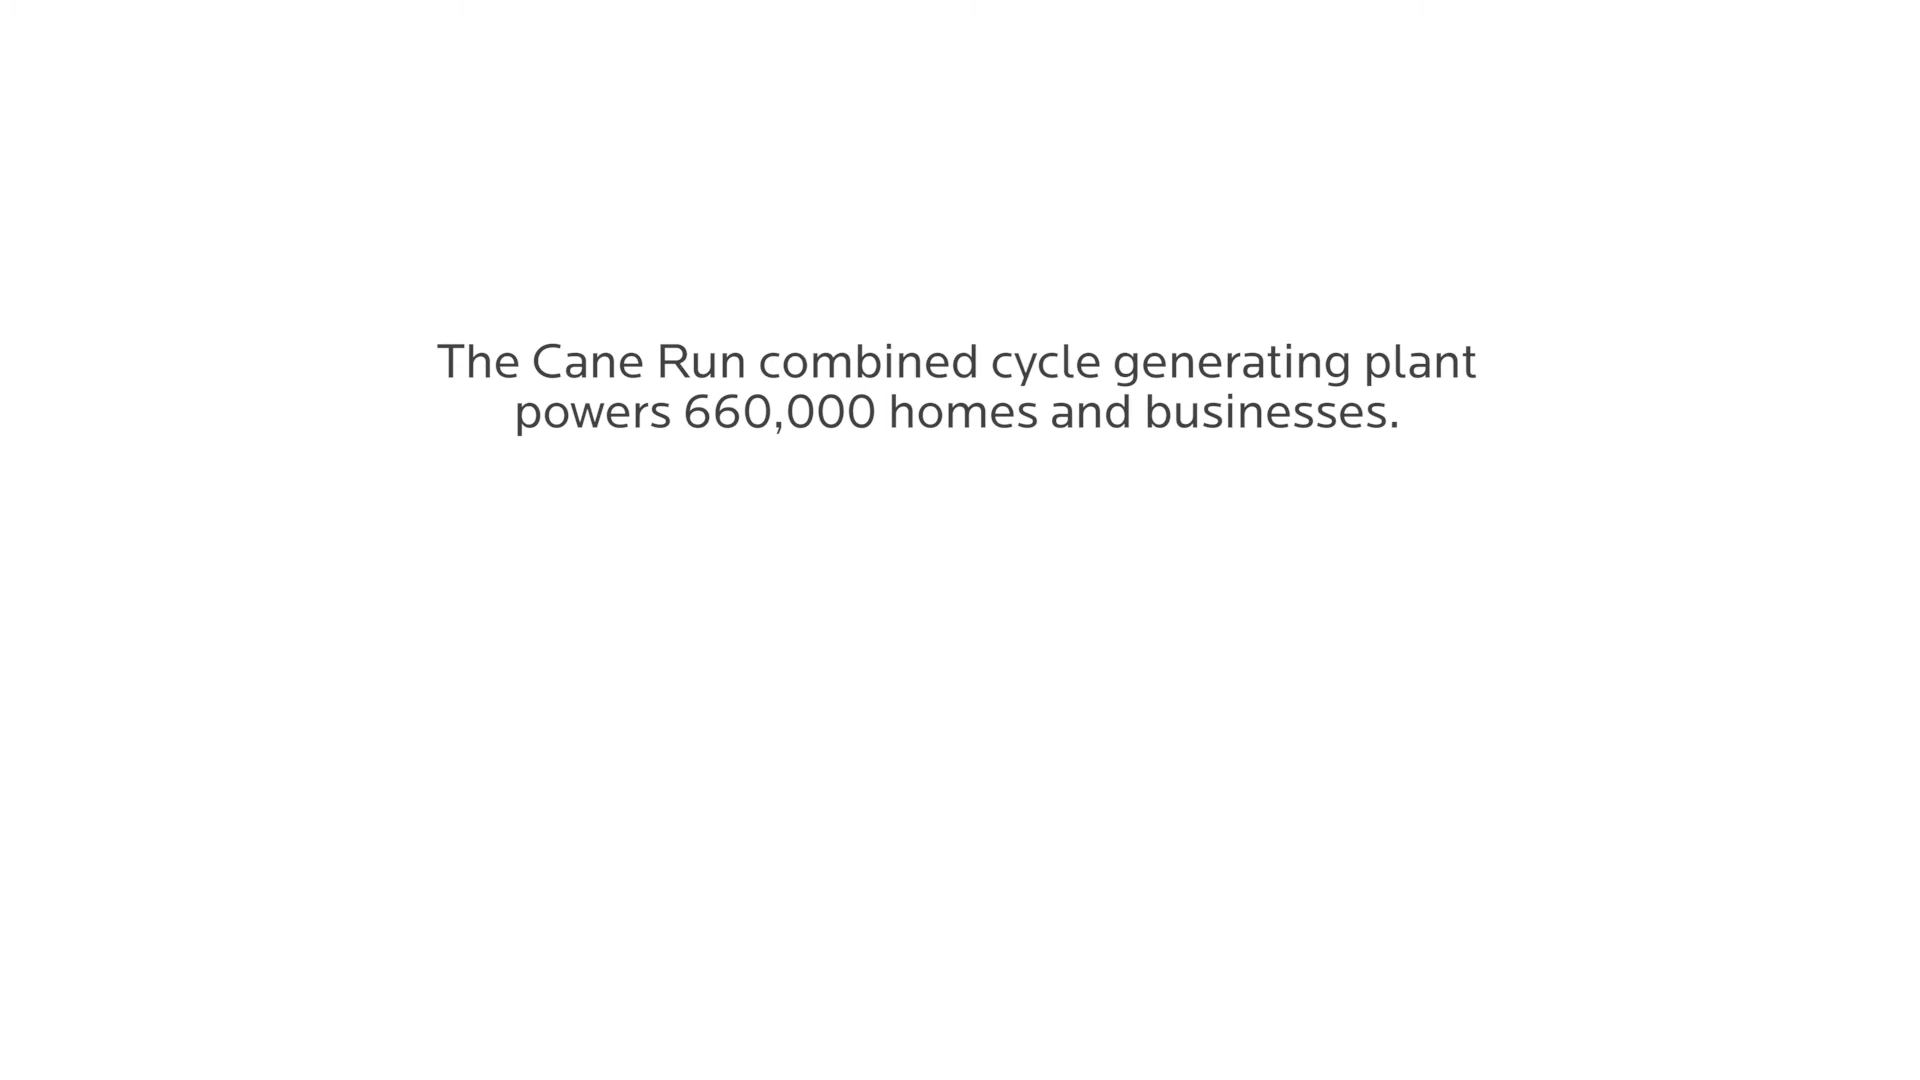 The Cane Run combined cycle generating plant
powers 660,000 homes and businesses.